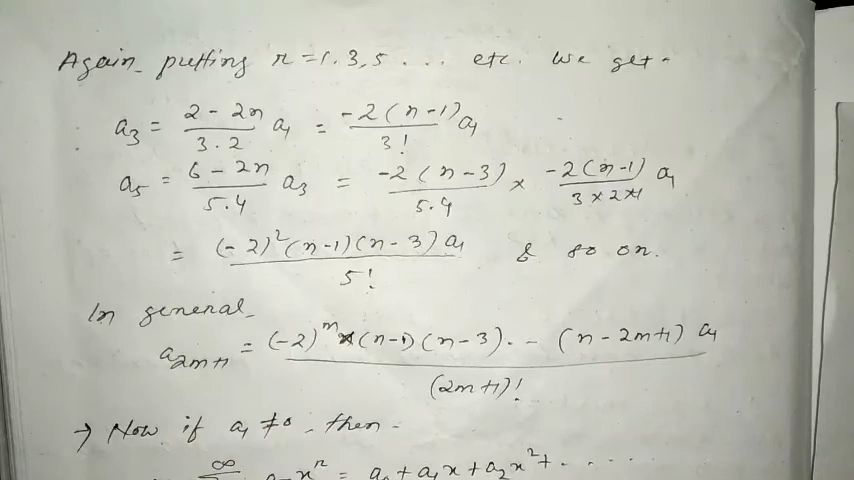 Again putting r = 1, 3, 5 ... etc. we get -
a₃ = (2 - 2n)/(3.2) a₁ = (-2(n-1))/(3!) a₁
a₅ = (6 - 2n)/(5.4) a₃ = (-2(n-3))/(5.4) × (-2(n-1))/(3×2×1) a₁
= ((-2)²(n-1)(n-3) a₁)/(5!) & so on.
In general
a₂ₘ₊₁ = ((-2)ᵐ (n-1)(n-3). - (n-2m+1) a₁)/((2m+1)!)
→ Now if a₁ ≠ 0, then -
= a₀ + a₁x + a₂x² + . . . . .